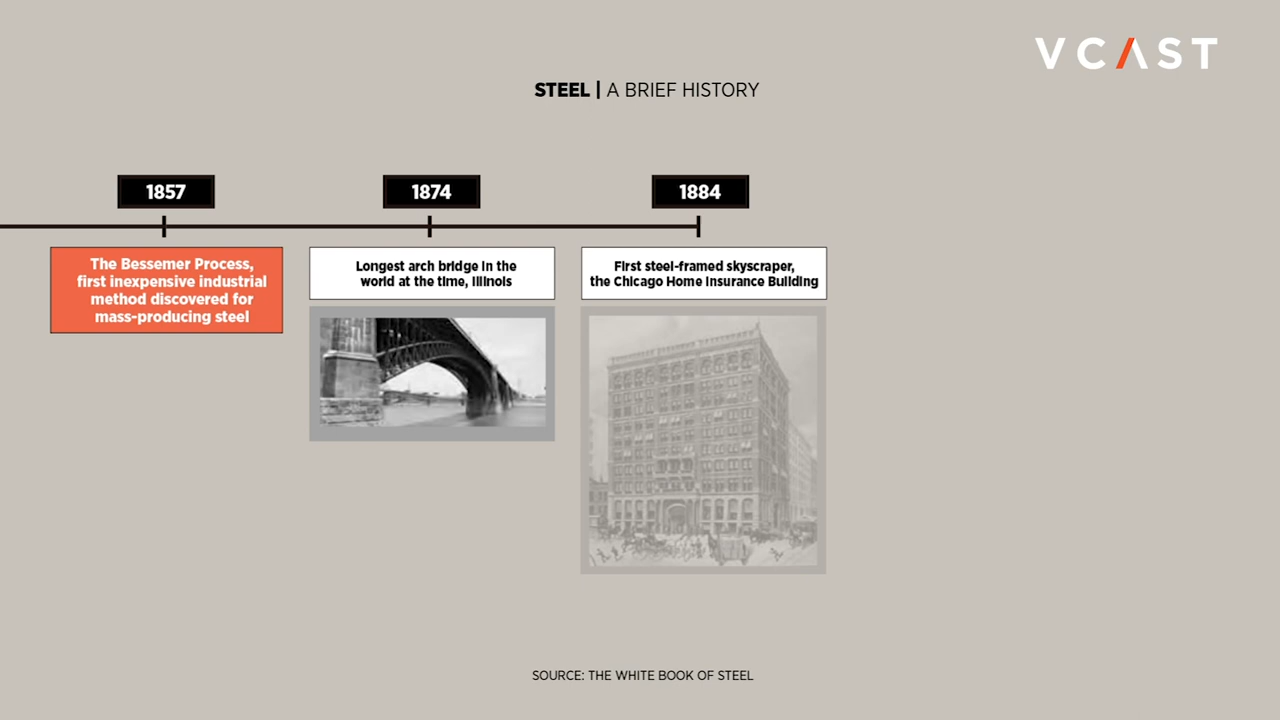 VCAST
STEEL | A BRIEF HISTORY
1857
1874
1884
The Bessemer Process,
first inexpensive industrial
method discovered for
mass-producing steel
Longest arch bridge in the
world at the time, Illinois
First steel-framed skyscraper,
the Chicago Home Insurance Building
SOURCE: THE WHITE BOOK OF STEEL